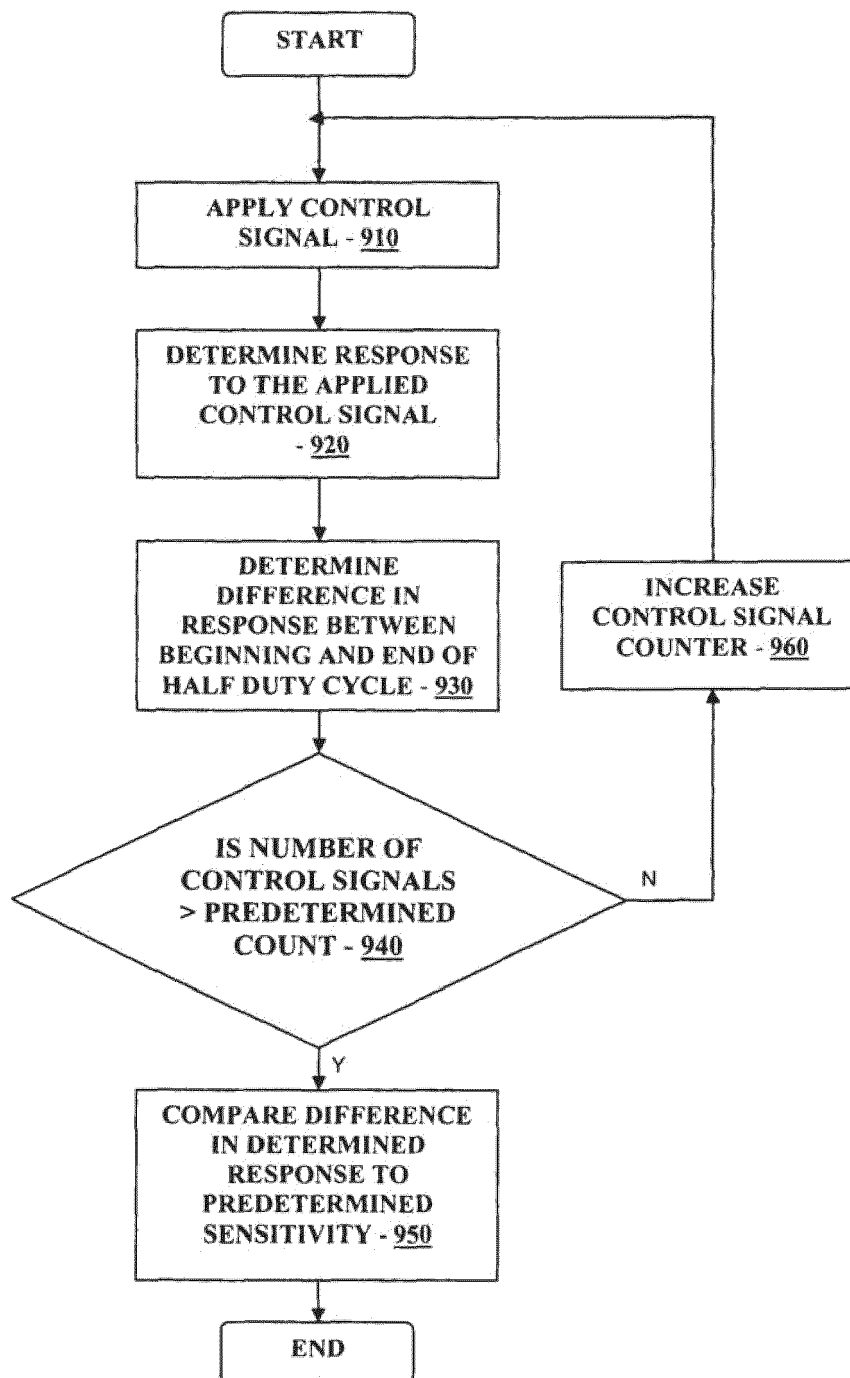 START
APPLY CONTROL
SIGNAL - 910
DETERMINE RESPONSE
TO THE APPLIED
CONTROL SIGNAL
- 920
DETERMINE
DIFFERENCE IN
RESPONSE BETWEEN
BEGINNING AND END OF
HALF DUTY CYCLE - 930
INCREASE
CONTROL SIGNAL
COUNTER - 960
IS NUMBER OF
CONTROL SIGNALS
> PREDETERMINED
COUNT - 940
N
Y
COMPARE DIFFERENCE
IN DETERMINED
RESPONSE TO
PREDETERMINED
SENSITIVITY - 950
END